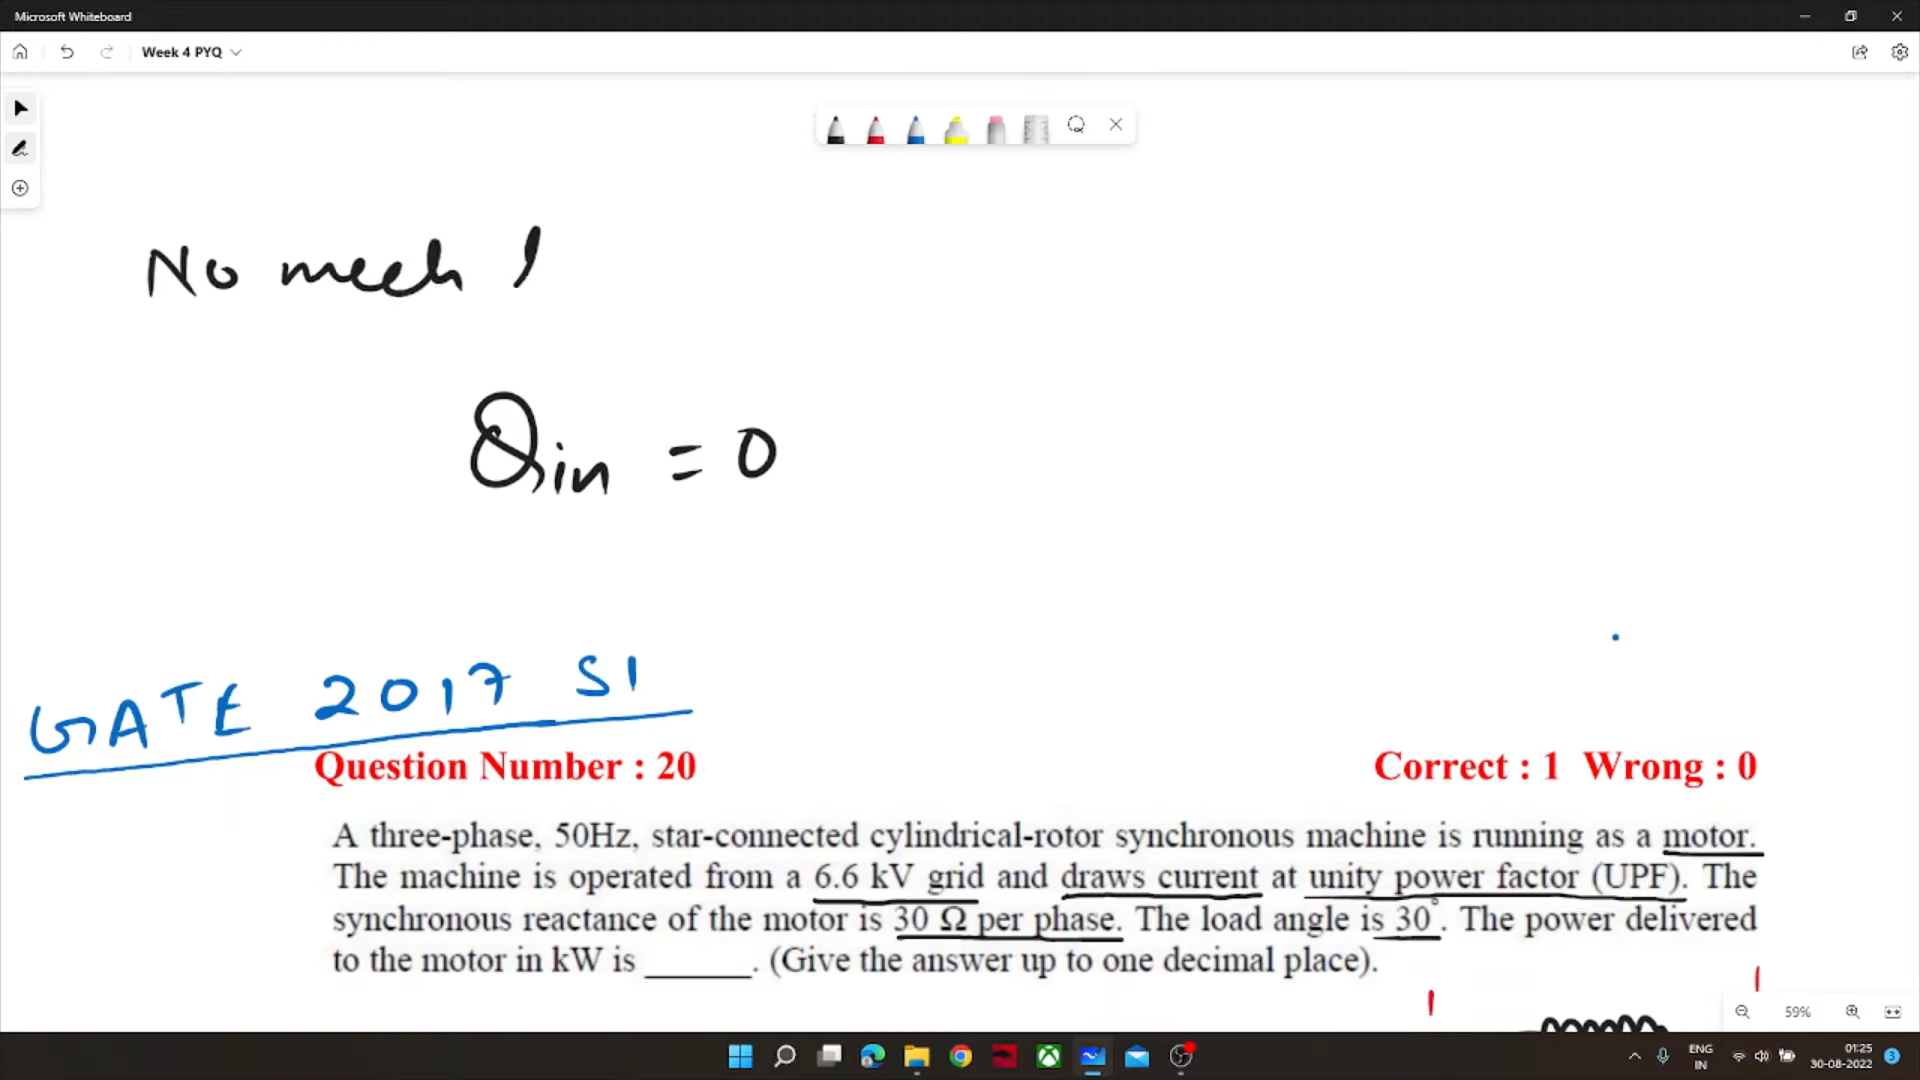 Microsoft Whiteboard
Week 4 PYQ
No mech
Qin = 0
GATE 2017 S1
Question Number : 20
Correct : 1 Wrong : 0
A three-phase, 50Hz, star-connected cylindrical-rotor synchronous machine is running as a motor.
The machine is operated from a 6.6 kV grid and draws current at unity power factor (UPF). The
synchronous reactance of the motor is 30 Ω per phase. The load angle is 30°. The power delivered
to the motor in kW is ______. (Give the answer up to one decimal place).
59%
ENG
IN
01:25
30-08-2022
3